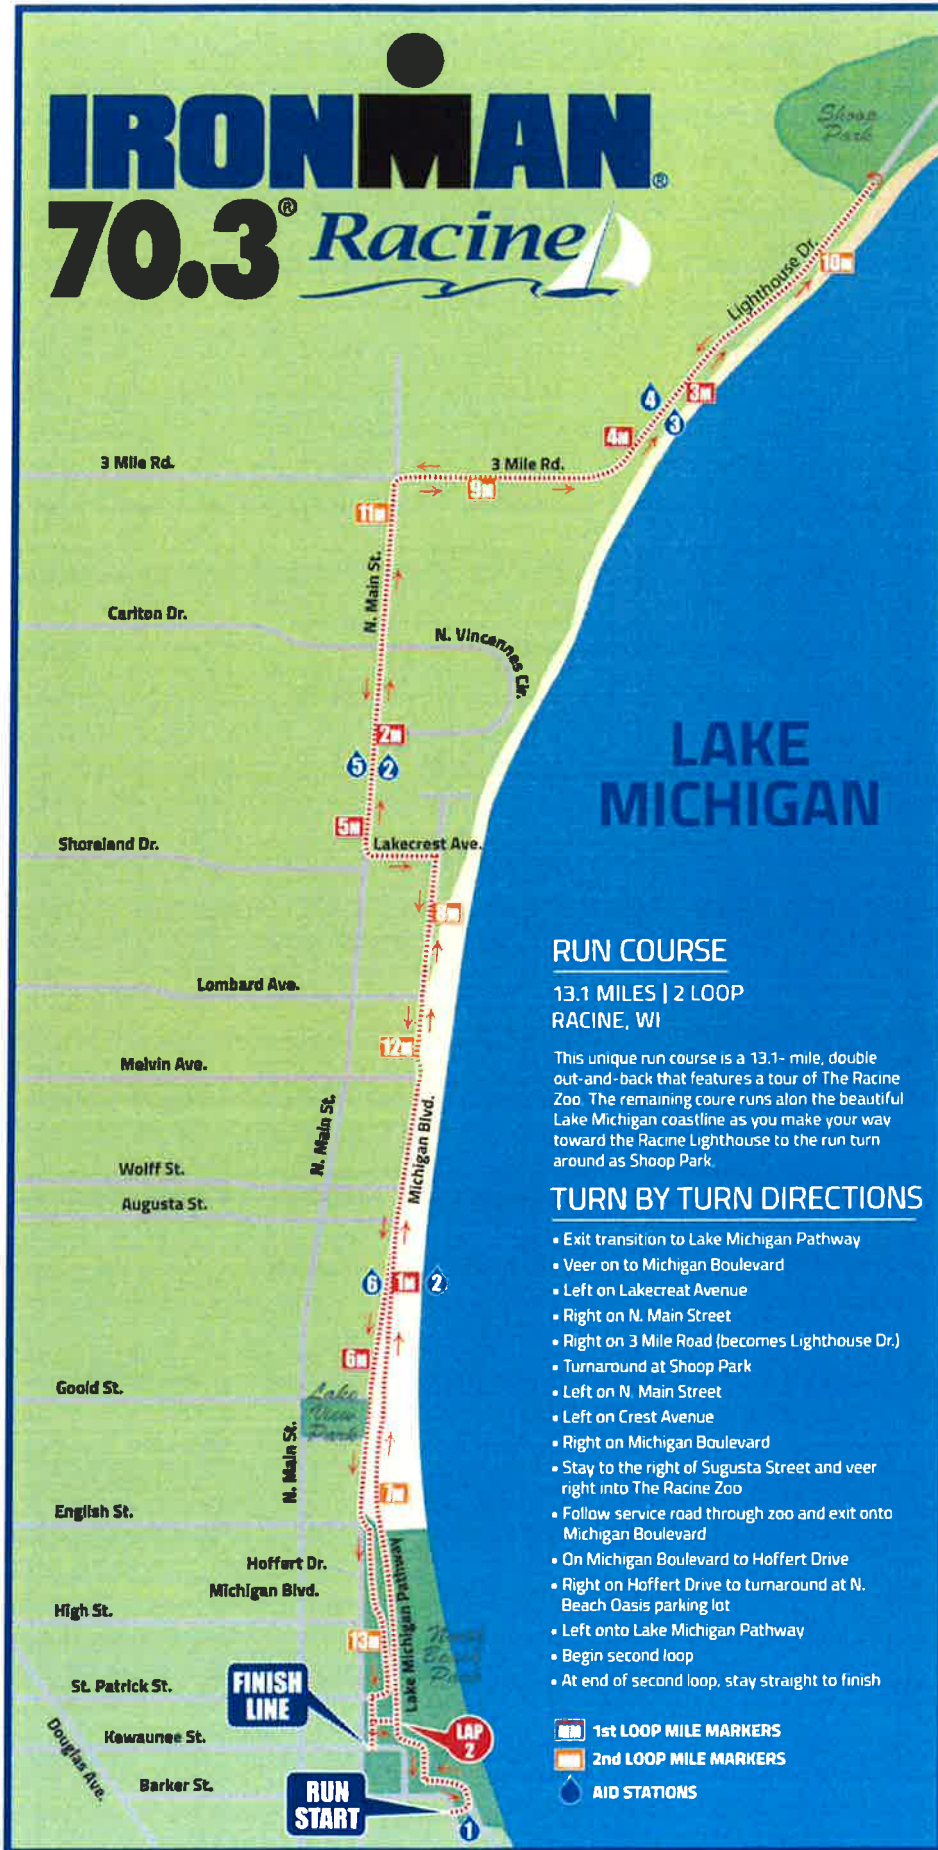 IRONMAN®
70.3® Racine
Shoop
Park
Lighthouse Dr.
10M
3M
4
3
4M
3 Mile Rd.
3 Mile Rd.
9M
11M
N. Main St.
Carlton Dr.
N. Vincennes Cir.
2M
5
2
LAKE
MICHIGAN
5M
Shoreland Dr.
Lakecrest Ave.
8M
Lombard Ave.
12M
Melvin Ave.
N. Main St.
Michigan Blvd.
Wolff St.
Augusta St.
6
1M
2
6M
Goold St.
Lake
View
Park
N. Main St.
7M
English St.
Hoffert Dr.
Michigan Blvd.
Lake Michigan Pathway
High St.
13M
North
Beach
Park
St. Patrick St.
FINISH
LINE
Kewaunee St.
LAP
2
Douglas Ave.
Barker St.
RUN
START
1
RUN COURSE
13.1 MILES | 2 LOOP
RACINE, WI
This unique run course is a 13.1- mile, double
out-and-back that features a tour of The Racine
Zoo. The remaining coure runs alon the beautiful
Lake Michigan coastline as you make your way
toward the Racine Lighthouse to the run turn
around as Shoop Park.
TURN BY TURN DIRECTIONS
• Exit transition to Lake Michigan Pathway
• Veer on to Michigan Boulevard
• Left on Lakecreat Avenue
• Right on N. Main Street
• Right on 3 Mile Road (becomes Lighthouse Dr.)
• Turnaround at Shoop Park
• Left on N. Main Street
• Left on Crest Avenue
• Right on Michigan Boulevard
• Stay to the right of Sugusta Street and veer
right into The Racine Zoo
• Follow service road through zoo and exit onto
Michigan Boulevard
• On Michigan Boulevard to Hoffert Drive
• Right on Hoffert Drive to turnaround at N.
Beach Oasis parking lot
• Left onto Lake Michigan Pathway
• Begin second loop
• At end of second loop, stay straight to finish
1st LOOP MILE MARKERS
2nd LOOP MILE MARKERS
AID STATIONS